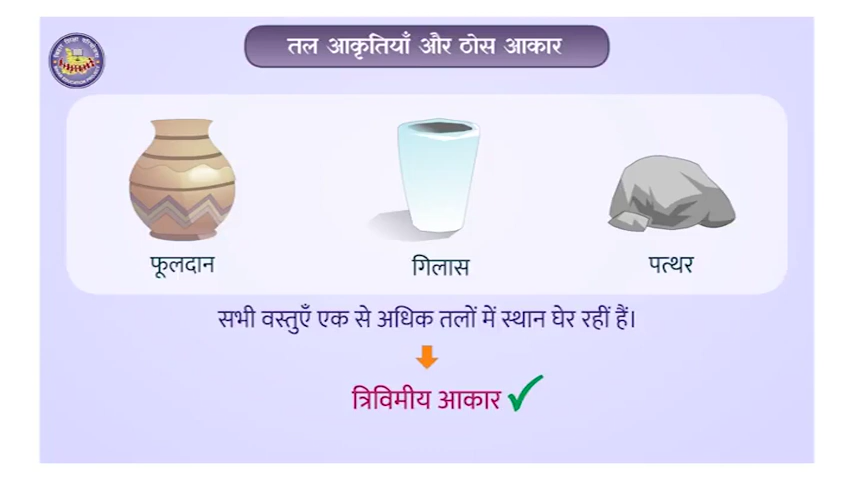 तल आकृतियाँ और ठोस आकार
फूलदान
गिलास
पत्थर
सभी वस्तुएँ एक से अधिक तलों में स्थान घेर रहीं हैं।
त्रिविमीय आकार